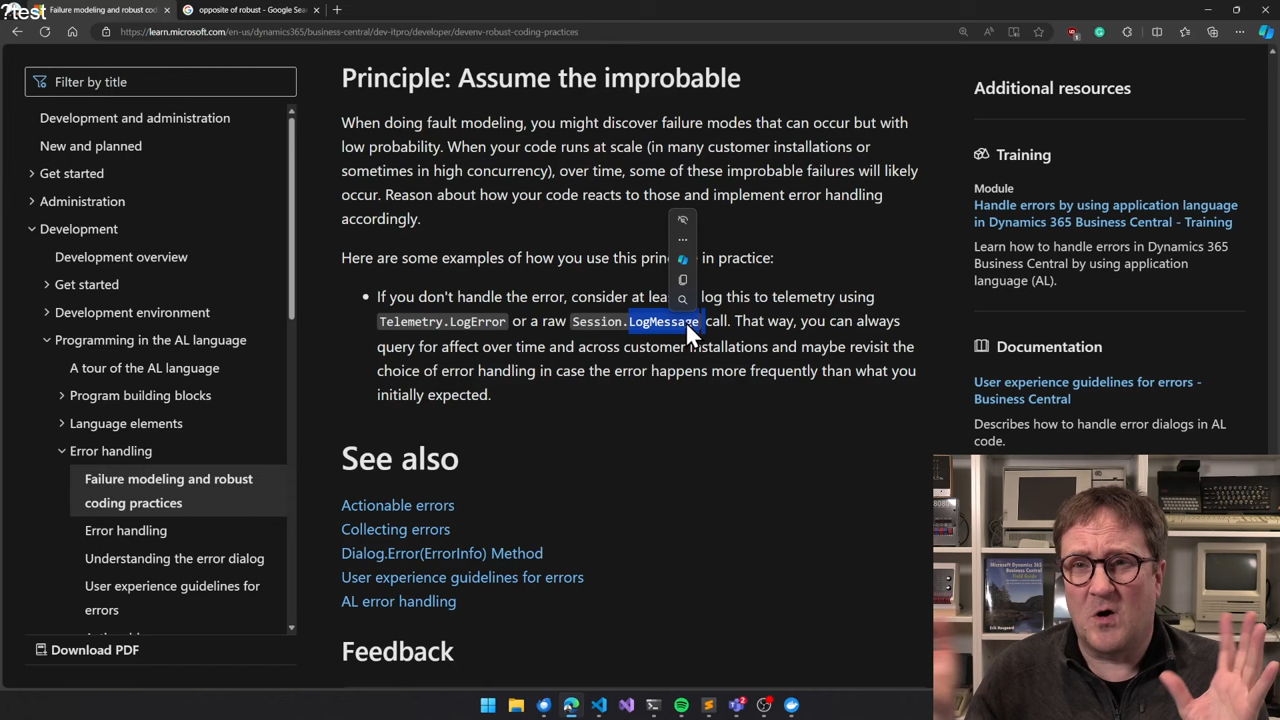 ?test
Failure modeling and robust cod
opposite of robust - Google Sea
https://learn.microsoft.com/en-us/dynamics365/business-central/dev-itpro/developer/devenv-robust-coding-practices
Filter by title
Development and administration
New and planned
Get started
Administration
Development
Development overview
Get started
Development environment
Programming in the AL language
A tour of the AL language
Program building blocks
Language elements
Error handling
Failure modeling and robust
coding practices
Error handling
Understanding the error dialog
User experience guidelines for
errors
Download PDF
Principle: Assume the improbable
When doing fault modeling, you might discover failure modes that can occur but with
low probability. When your code runs at scale (in many customer installations or
sometimes in high concurrency), over time, some of these improbable failures will likely
occur. Reason about how your code reacts to those and implement error handling
accordingly.
Here are some examples of how you use this princ in practice:
If you don't handle the error, consider at leas log this to telemetry using
Telemetry.LogError or a raw Session.LogMessage call. That way, you can always
query for affect over time and across customer installations and maybe revisit the
choice of error handling in case the error happens more frequently than what you
initially expected.
See also
Actionable errors
Collecting errors
Dialog.Error(ErrorInfo) Method
User experience guidelines for errors
AL error handling
Feedback
Additional resources
Training
Module
Handle errors by using application language
in Dynamics 365 Business Central - Training
Learn how to handle errors in Dynamics 365
Business Central by using application
language (AL).
Documentation
User experience guidelines for errors -
Business Central
Describes how to handle error dialogs in AL
code.
Microsoft Dynamics 365
Business Central
Field Guide
Erik Hougaard